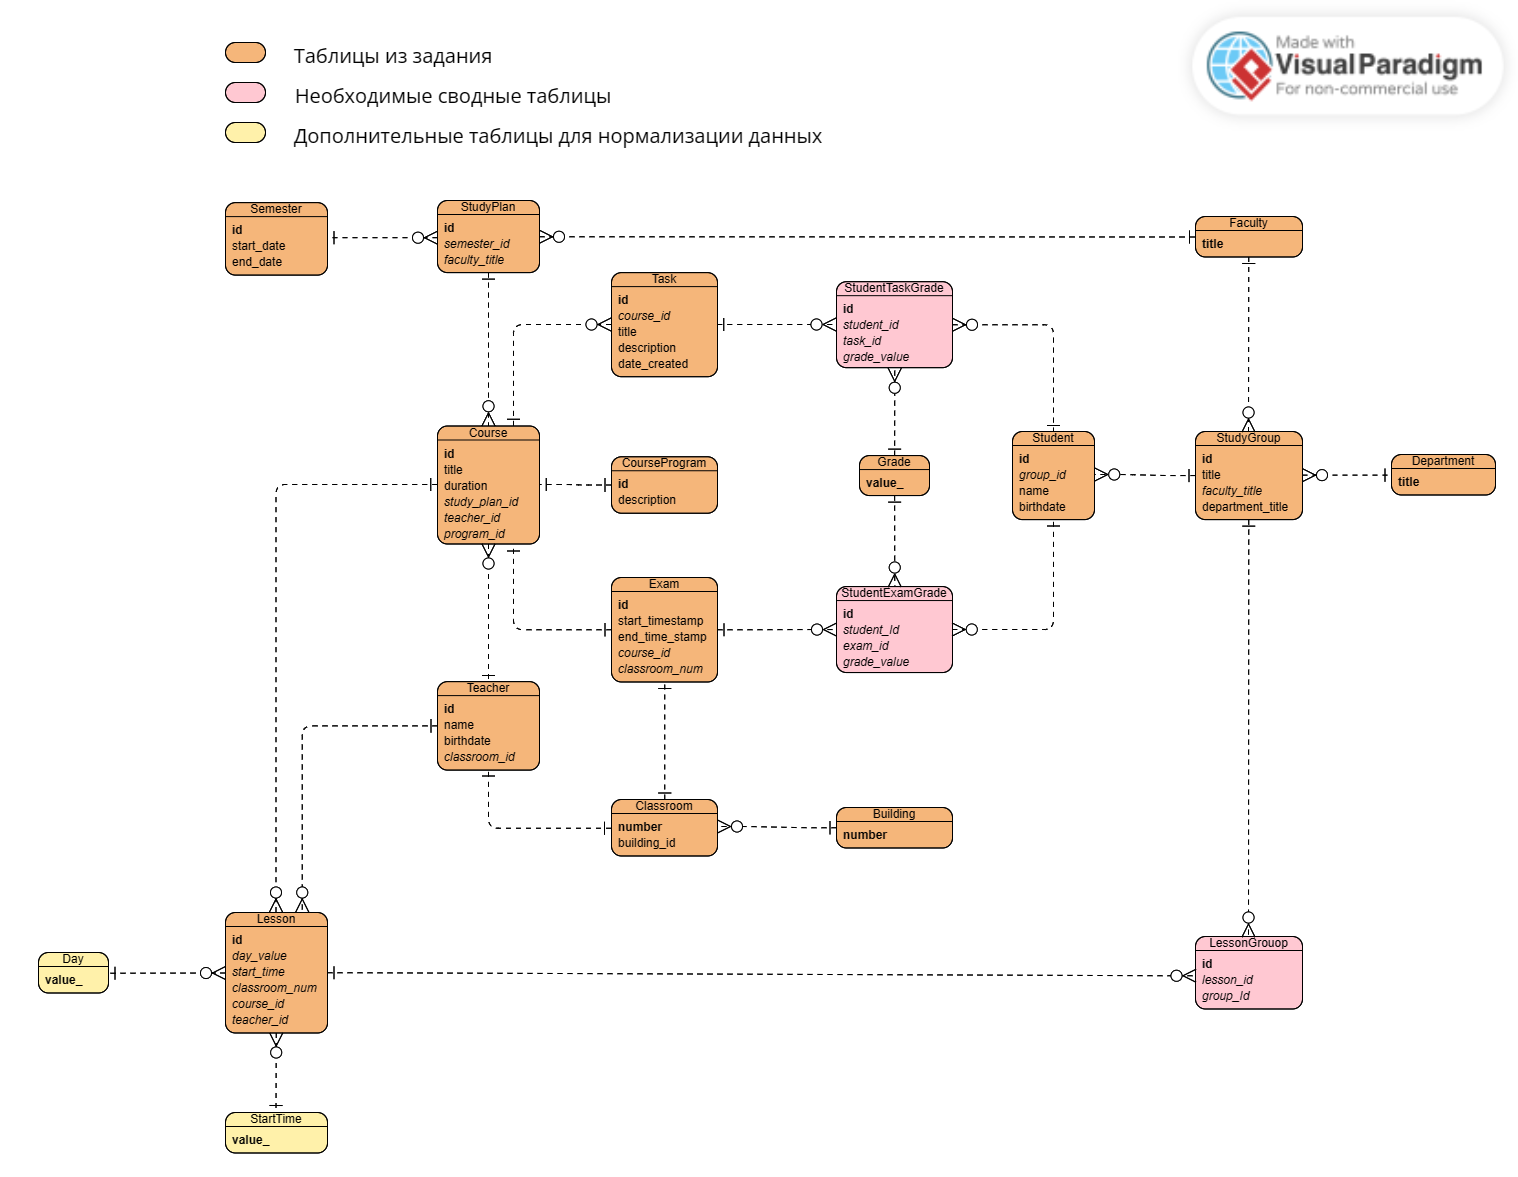 Таблицы из задания
Необходимые сводные таблицы
Дополнительные таблицы для нормализации данных
Made with
VisualParadigm
For non-commercial use
Semester
id
start_date
end_date
StudyPlan
id
semester_id
faculty_title
Faculty
title
Task
id
course_id
title
description
date_created
StudentTaskGrade
id
student_id
task_id
grade_value
Course
id
title
duration
study_plan_id
teacher_id
program_id
CourseProgram
id
description
Grade
value_
Student
id
group_id
name
birthdate
StudyGroup
id
title
faculty_title
department_title
Department
title
Exam
id
start_timestamp
end_time_stamp
course_id
classroom_num
StudentExamGrade
id
student_Id
exam_id
grade_value
Teacher
id
name
birthdate
classroom_id
Classroom
number
building_id
Building
number
Lesson
id
day_value
start_time
classroom_num
course_id
teacher_id
Day
value_
LessonGrouop
id
lesson_id
group_Id
StartTime
value_